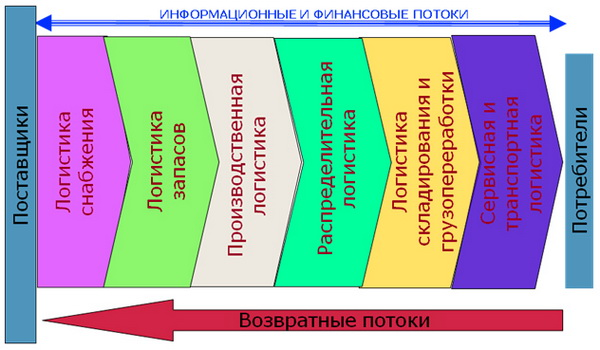 ИНФОРМАЦИОННЫЕ И ФИНАНСОВЫЕ ПОТОКИ
Поставщики
Логистика
снабжения
Логистика
запасов
Производственная
логистика
Распределительная
логистика
Логистика
складирования и
грузопереработки
Сервисная и
транспортная
логистика
Потребители
Возвратные потоки